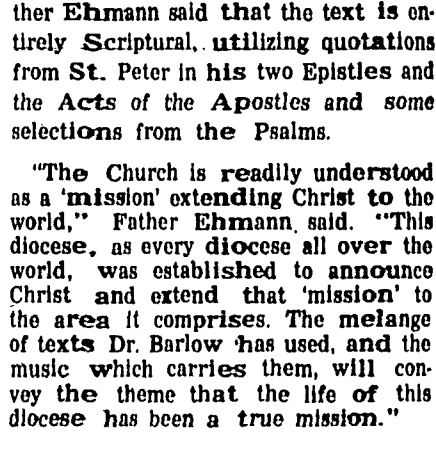 ther Ehmann said that the text is en-
tirely Scriptural, utilizing quotations
from St. Peter in his two Epistles and
the Acts of the Apostles and some
selections from the Psalms.
"The Church is readily understood
as a 'mission' extending Christ to the
world," Father Ehmann said. "This
diocese, as every diocese all over the
world, was established to announce
Christ and extend that 'mission' to
the area it comprises. The melange
of texts Dr. Barlow has used, and the
music which carries them, will con-
vey the theme that the life of this
diocese has been a true mission."